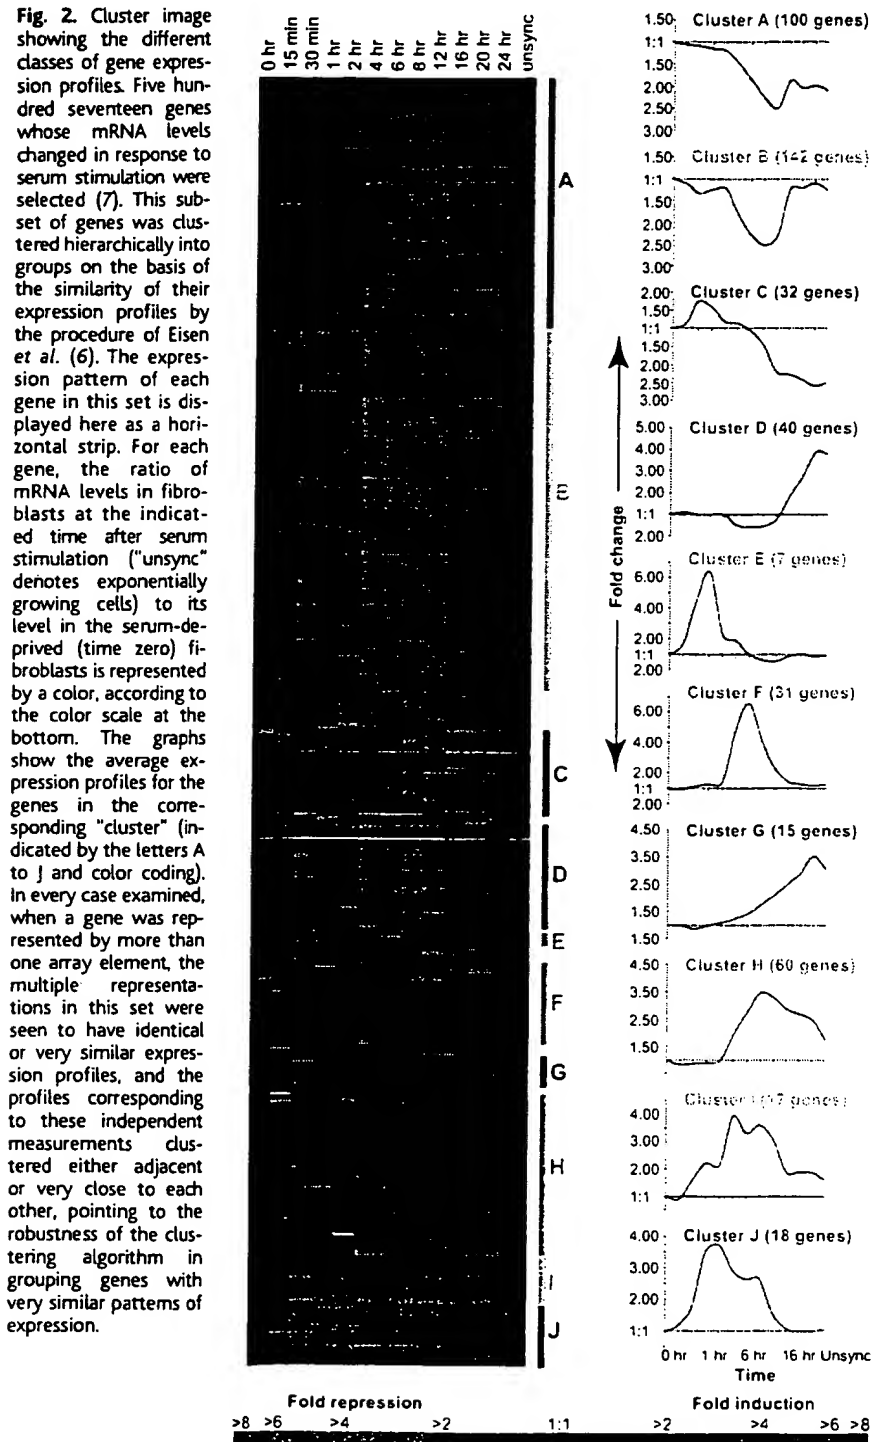 Fig. 2. Cluster image
showing the different
classes of gene expres-
sion profiles. Five hun-
dred seventeen genes
whose mRNA levels
changed in response to
serum stimulation were
selected (7). This sub-
set of genes was clus-
tered hierarchically into
groups on the basis of
the similarity of their
expression profiles by
the procedure of Eisen
et al. (6). The expres-
sion pattern of each
gene in this set is dis-
played here as a hori-
zontal strip. For each
gene, the ratio of
mRNA levels in fibro-
blasts at the indicat-
ed time after serum
stimulation ("unsync"
denotes exponentially
growing cells) to its
level in the serum-de-
prived (time zero) fi-
broblasts is represented
by a color, according to
the color scale at the
bottom. The graphs
show the average ex-
pression profiles for the
genes in the corre-
sponding "cluster" (in-
dicated by the letters A
to J and color coding).
In every case examined,
when a gene was rep-
resented by more than
one array element, the
multiple representa-
tions in this set were
seen to have identical
or very similar expres-
sion profiles, and the
profiles corresponding
to these independent
measurements clus-
tered either adjacent
or very close to each
other, pointing to the
robustness of the clus-
tering algorithm in
grouping genes with
very similar patterns of
expression.
0 hr 15 min 30 min 1 hr 2 hr 4 hr 6 hr 8 hr 12 hr 16 hr 20 hr 24 hr unsync
A
B
C
D
E
F
G
H
I
J
Fold change
Cluster A (100 genes)
1.50
1:1
1.50
2.00
2.50
3.00
Cluster B (142 genes)
1.50
1:1
1.50
2.00
2.50
3.00
Cluster C (32 genes)
2.00
1.50
1:1
1.50
2.00
2.50
3.00
Cluster D (40 genes)
5.00
4.00
3.00
2.00
1:1
2.00
Cluster E (7 genes)
6.00
4.00
2.00
1:1
2.00
Cluster F (31 genes)
6.00
4.00
2.00
1:1
2.00
Cluster G (15 genes)
4.50
3.50
2.50
1.50
1:1
1.50
Cluster H (60 genes)
4.50
3.50
2.50
1.50
1:1
Cluster
genes)
4.00
3.00
2.00
1:1
Cluster J (18 genes)
4.00
3.00
2.00
1:1
0 hr 1 hr 6 hr 16 hr Unsync
Time
Fold repression Fold induction
>8 >6 >4 >2 1:1 >2 >4 >6 >8